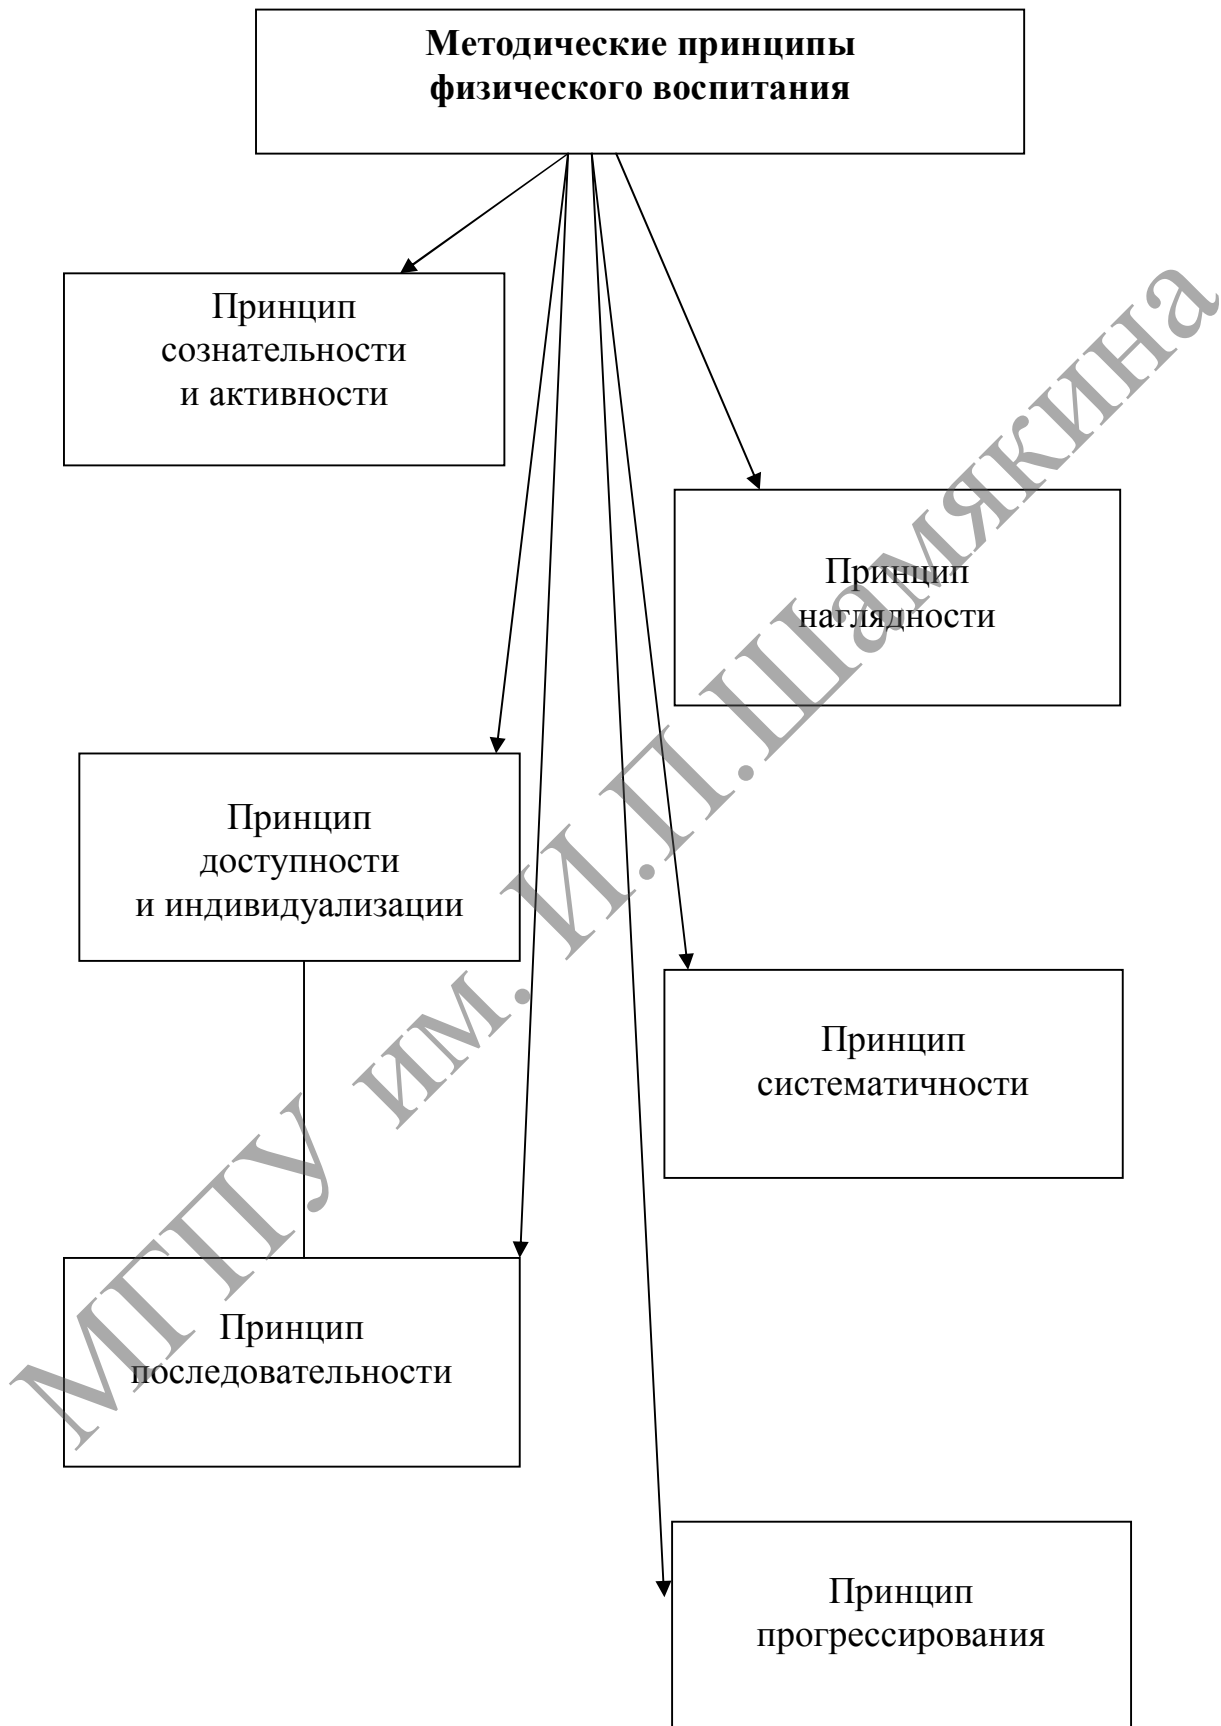 Методические принципы
физического воспитания
Принцип
сознательности
и активности
Принцип
наглядности
Принцип
доступности
и индивидуализации
Принцип
систематичности
Принцип
последовательности
Принцип
прогрессирования
МГПУ им. И.П.Шамякина